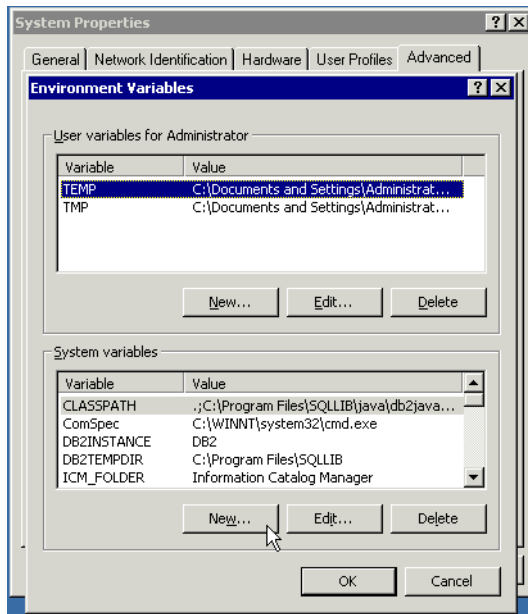 System Properties
General Network Identification Hardware User Profiles Advanced
Environment Variables
User variables for Administrator
Variable Value
TEMP C:\Documents and Settings\Administrat...
TMP C:\Documents and Settings\Administrat...
New... Edit... Delete
System variables
Variable Value
CLASSPATH .;C:\Program Files\SQLLIB\java\db2java...
ComSpec C:\WINNT\system32\cmd.exe
DB2INSTANCE DB2
DB2TEMPDIR C:\Program Files\SQLLIB
ICM_FOLDER Information Catalog Manager
New... Edit... Delete
OK Cancel